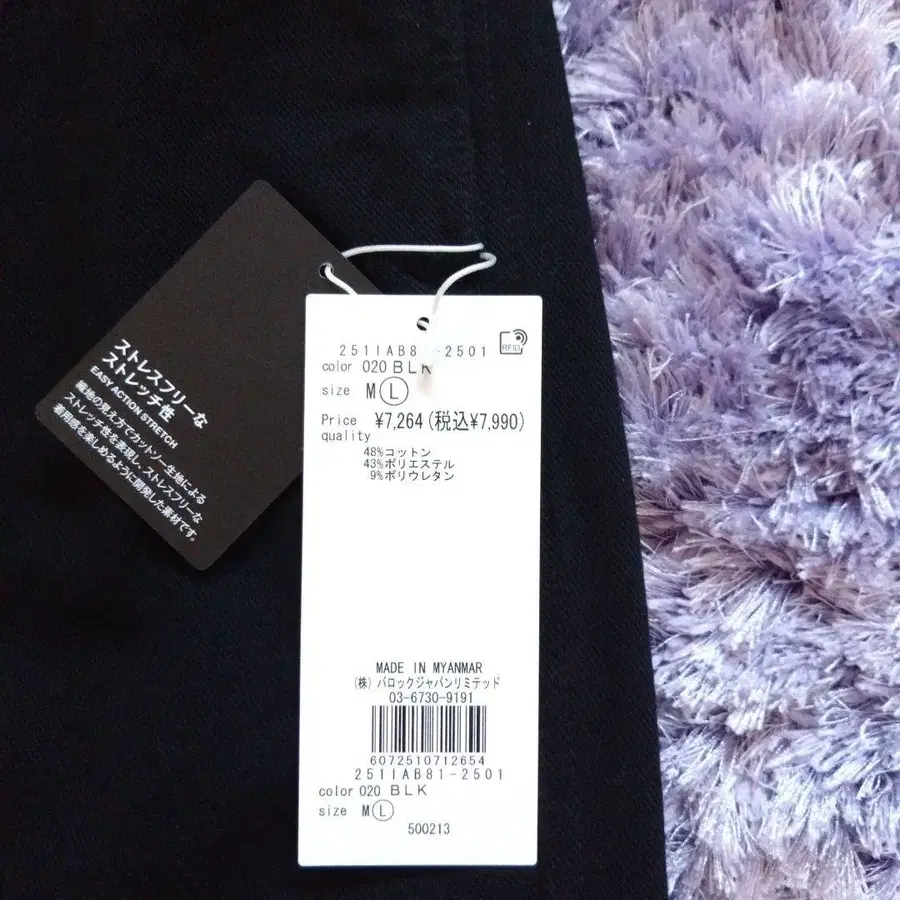 ストレスフリーな
ストレッチ性
EASY ACTION STRETCH
織地の見え方でカットソー生地による
ストレッチ性を表現し、ストレスフリーな
着用感を楽しめるように開発した素材です。
RFID
251IAB81-2501
color 020 BLK
size M L
Price ¥7,264(税込¥7,990)
quality
48%コットン
43%ポリエステル
9%ポリウレタン
MADE IN MYANMAR
(株)バロックジャパンリミテッド
03-6730-9191
6072510712654
251IAB81-2501
color 020 BLK
size M L
500213